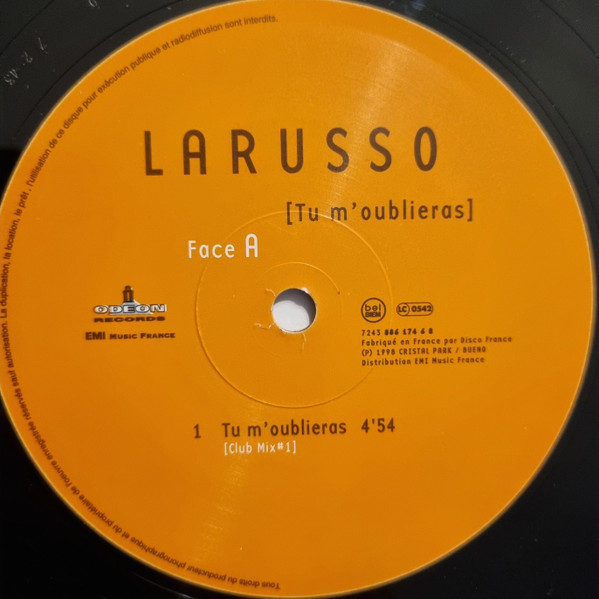 LARUSSO
[Tu m'oublieras]
Face A
ODEON
RECORDS
EMI MUSIC FRANCE
bel
BIEM
LC 0542
7243 886 174 6 8
Fabriqué en France par Disco France
(P) 1998 CRISTAL PARK / BOENO
Distribution EMI Music France
1 Tu m'oublieras 4'54
[Club Mix#1]
Tous droits du producteur phonographique et du propriétaire de l'oeuvre enregistrée réservés sauf autorisation. La duplication, la location, le prêt, l'utilisation de ce disque pour exécution publique et radiodiffusion sont interdits.